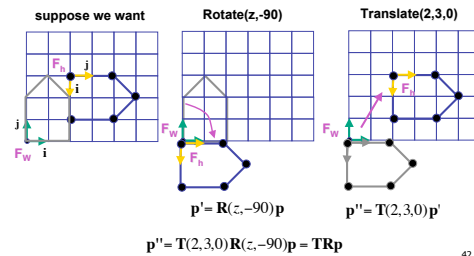 suppose we want
Rotate(z,-90)
Translate(2,3,0)
F_h
j
i
j
F_W
i
F_W
F_h
F_h
F_W
p' = R(z,−90)p
p'' = T(2,3,0)p'
p'' = T(2,3,0)R(z,−90)p = TRp
42